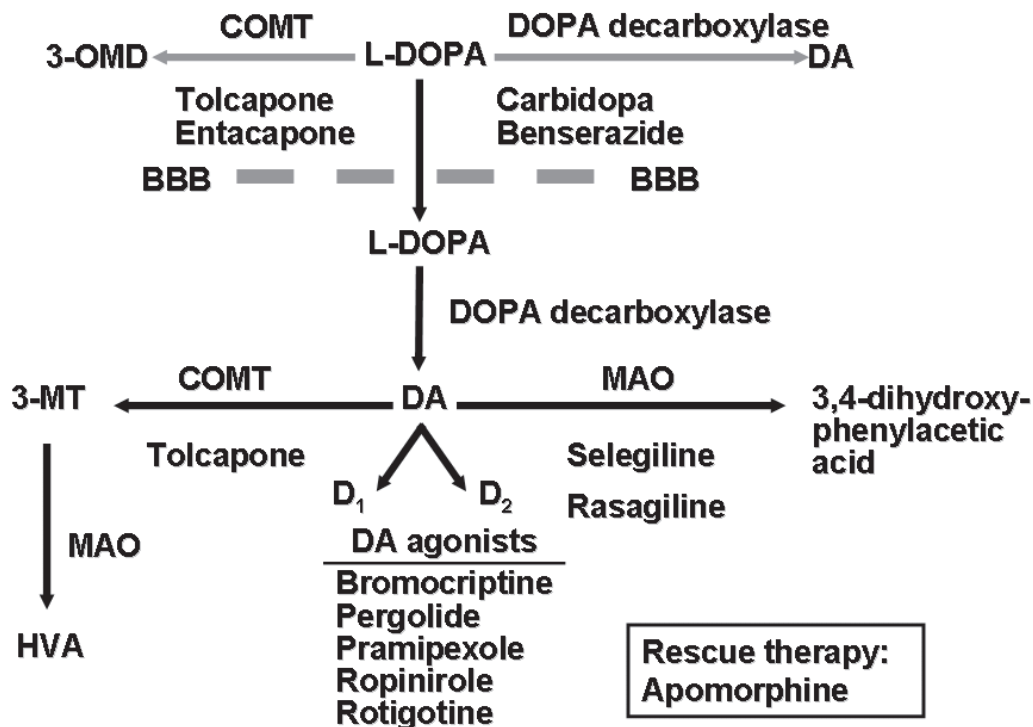 COMT
DOPA decarboxylase
3-OMD
L-DOPA
DA
Tolcapone
Entacapone
Carbidopa
Benserazide
BBB
BBB
L-DOPA
DOPA decarboxylase
COMT
MAO
3-MT
DA
3,4-dihydroxy-
phenylacetic
acid
Tolcapone
Selegiline
Rasagiline
D₁
D₂
MAO
DA agonists
Bromocriptine
Pergolide
Pramipexole
Ropinirole
Rotigotine
HVA
Rescue therapy:
Apomorphine